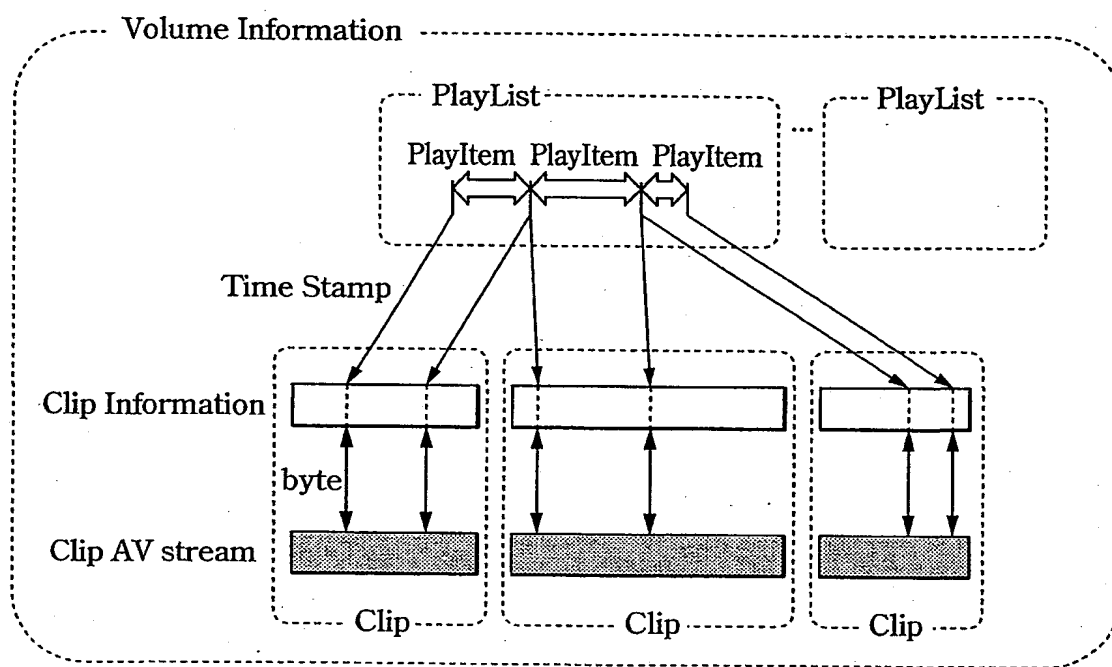 Volume Information
PlayList
PlayList
...
PlayItem PlayItem PlayItem
Time Stamp
Clip Information
byte
Clip AV stream
Clip
Clip
Clip